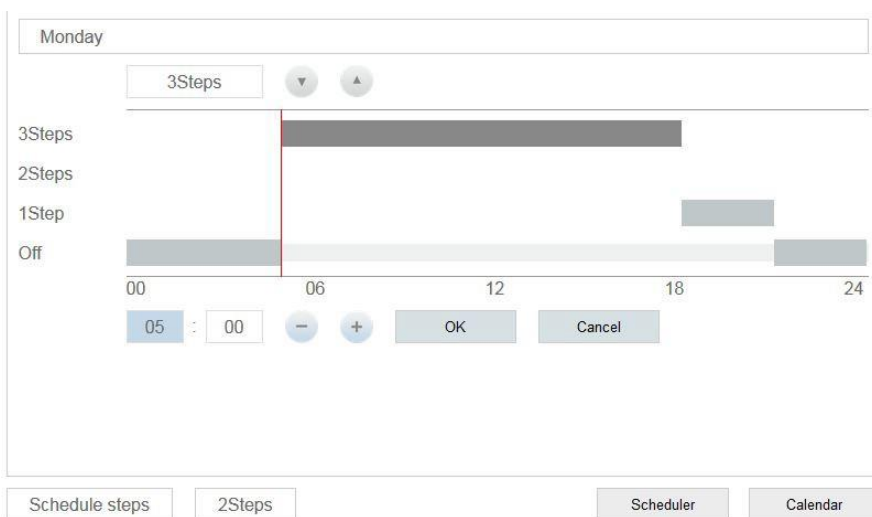 Monday
3Steps ▼ ▲
3Steps
2Steps
1Step
Off
00 06 12 18 24
05 : 00 − + OK Cancel
Schedule steps 2Steps Scheduler Calendar